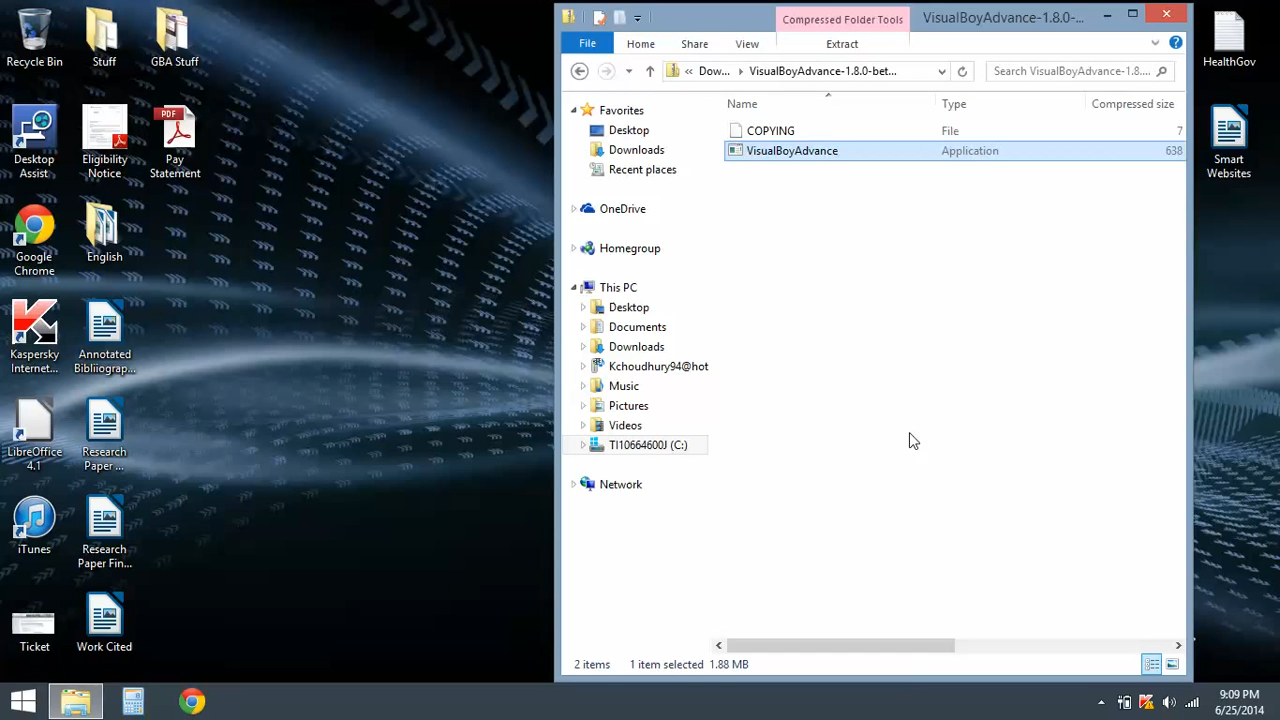 Recycle Bin
Stuff
GBA Stuff
Desktop
Assist
Eligibility
Notice
PDF
Pay
Statement
Google
Chrome
English
Kaspersky
Internet...
Annotated
Bibliiograp...
LibreOffice
4.1
Research
Paper ...
iTunes
Research
Paper Fin...
Ticket
Work Cited
Compressed Folder Tools
VisualBoyAdvance-1.8.0-...
File
Home
Share
View
Extract
« Dow...
VisualBoyAdvance-1.8.0-bet...
Search VisualBoyAdvance-1.8....
Name
Type
Compressed size
COPYING
File
7
VisualBoyAdvance
Application
638
Favorites
Desktop
Downloads
Recent places
OneDrive
Homegroup
This PC
Desktop
Documents
Downloads
Kchoudhury94@hot
Music
Pictures
Videos
TI10664600J (C:)
Network
2 items
1 item selected 1.88 MB
HealthGov
Smart
Websites
9:09 PM
6/25/2014